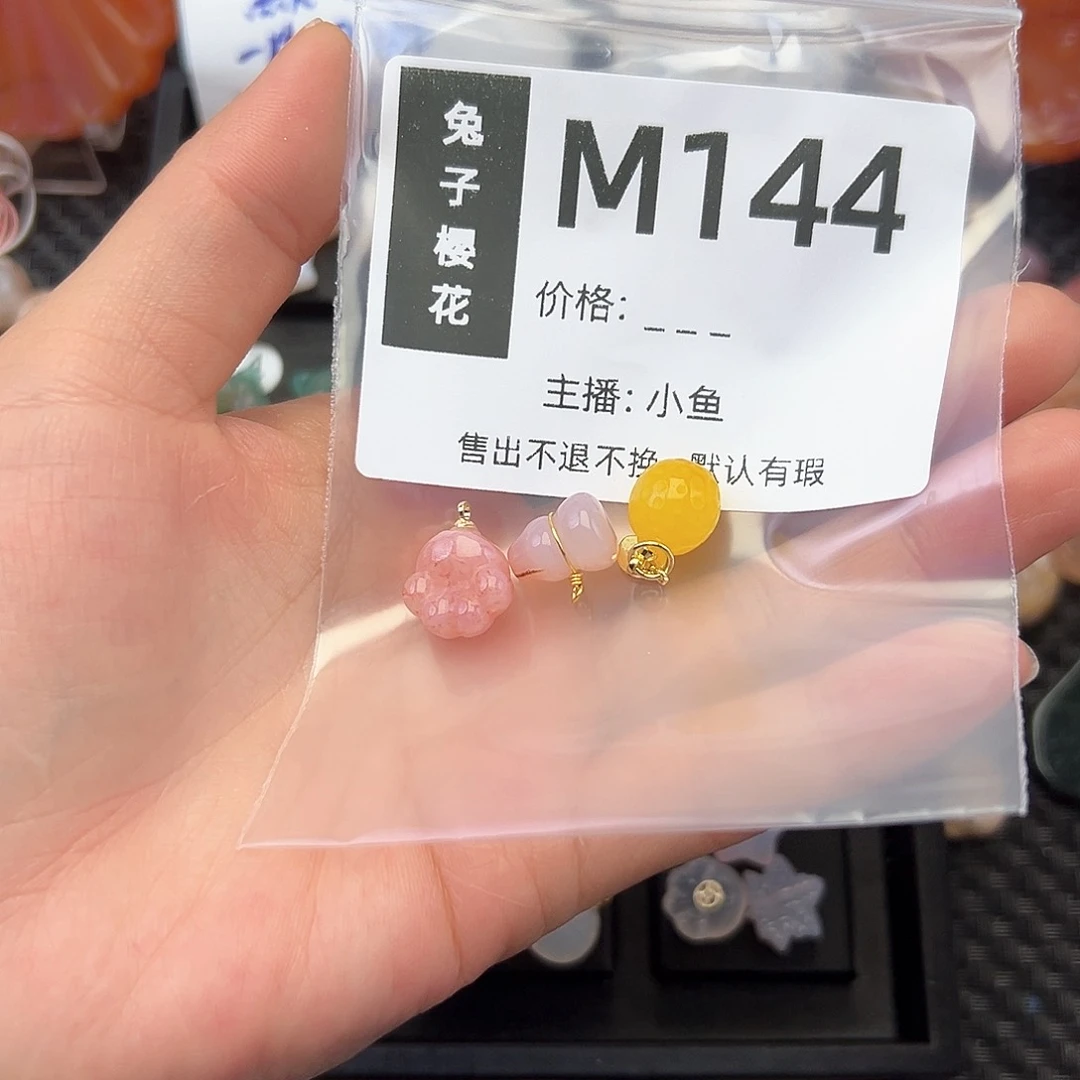 兔子樱花
M144
价格: _ _ _
主播: 小鱼
售出不退不换 默认有瑕